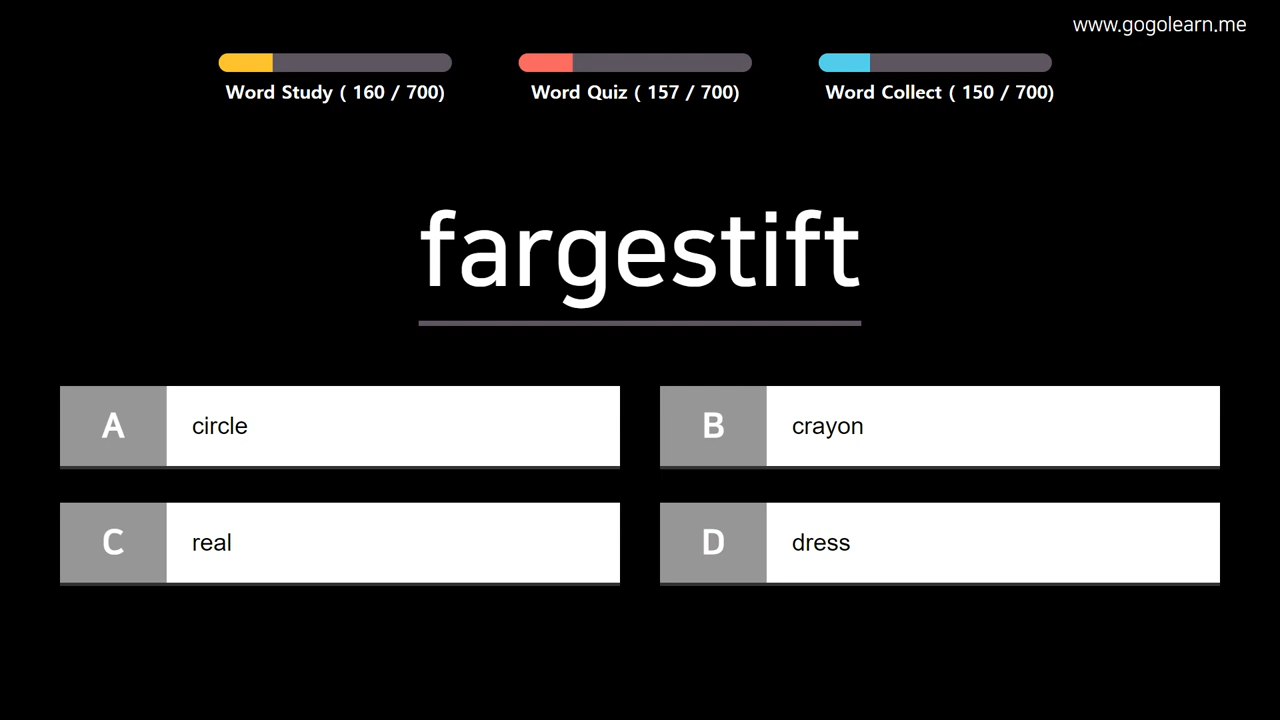 www.gogolearn.me
Word Study ( 160 / 700)
Word Quiz ( 157 / 700)
Word Collect ( 150 / 700)
fargestift
A circle
B crayon
C real
D dress